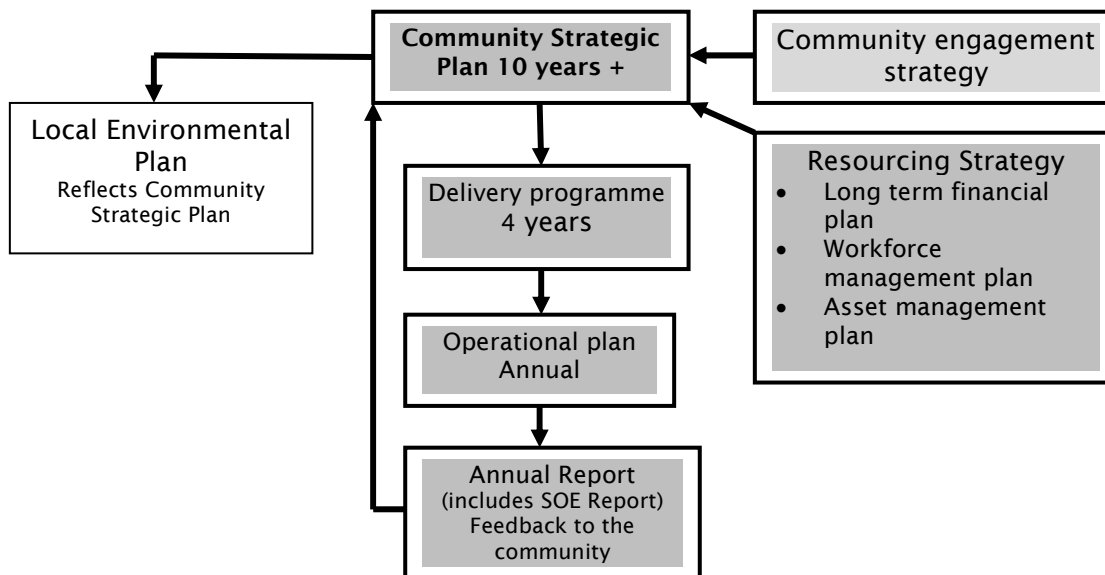 Community Strategic
Plan 10 years +
Community engagement
strategy
Local Environmental
Plan
Reflects Community
Strategic Plan
Delivery programme
4 years
Resourcing Strategy
• Long term financial
plan
• Workforce
management plan
• Asset management
plan
Operational plan
Annual
Annual Report
(includes SOE Report)
Feedback to the
community